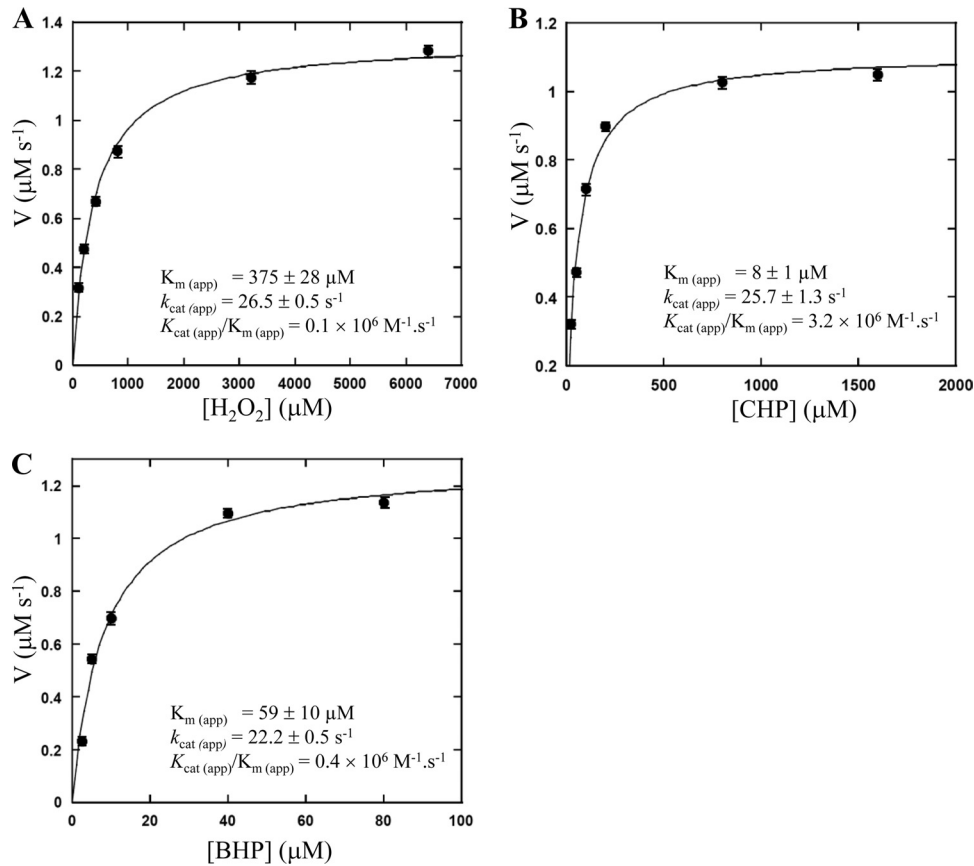 A
1.4
1.2
1
0.8
0.6
0.4
0.2
0
V (µM s-1)
Km (app) = 375 ± 28 µM
kcat (app) = 26.5 ± 0.5 s-1
Kcat (app)/Km (app) = 0.1 × 10^6 M-1.s-1
0 1000 2000 3000 4000 5000 6000 7000
[H2O2] (µM)
B
1.2
1
0.8
0.6
0.4
0.2
V (µM s-1)
Km (app) = 8 ± 1 µM
kcat (app) = 25.7 ± 1.3 s-1
Kcat (app)/Km (app) = 3.2 × 10^6 M-1.s-1
0 500 1000 1500 2000
[CHP] (µM)
C
1.2
1
0.8
0.6
0.4
0.2
0
V (µM s-1)
Km (app) = 59 ± 10 µM
kcat (app) = 22.2 ± 0.5 s-1
Kcat (app)/Km (app) = 0.4 × 10^6 M-1.s-1
0 20 40 60 80 100
[BHP] (µM)